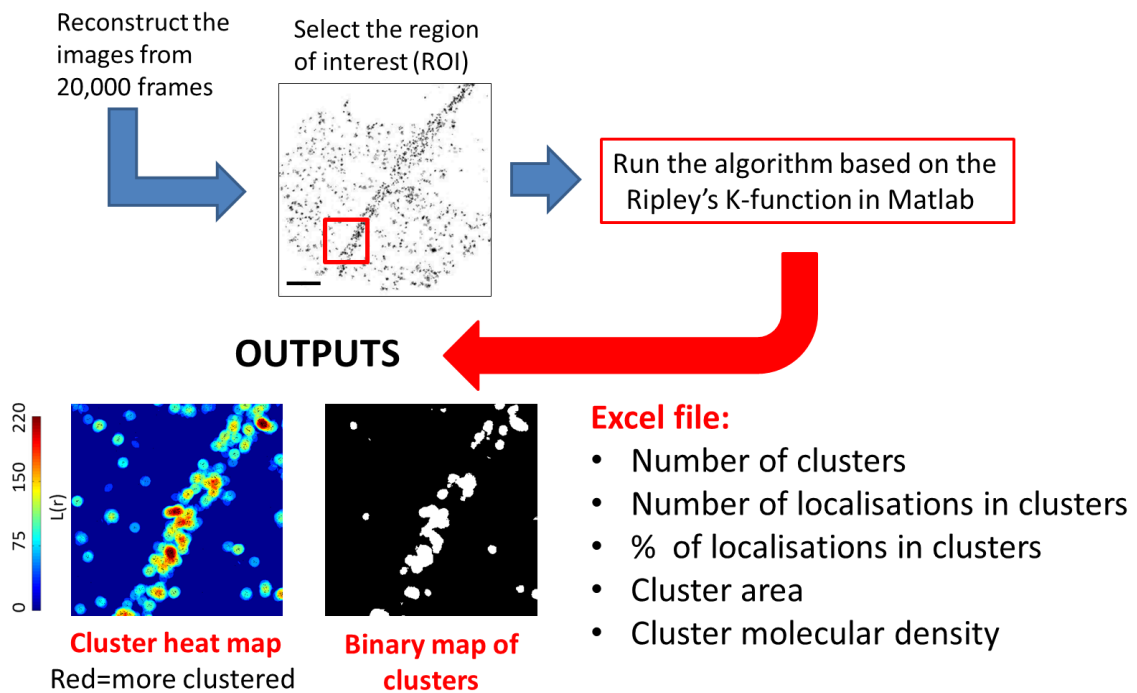 Reconstruct the
images from
20,000 frames
Select the region
of interest (ROI)
Run the algorithm based on the
Ripley's K-function in Matlab
OUTPUTS
220
150
75
0
L(r)
Cluster heat map
Red=more clustered
Binary map of
clusters
Excel file:
• Number of clusters
• Number of localisations in clusters
• % of localisations in clusters
• Cluster area
• Cluster molecular density